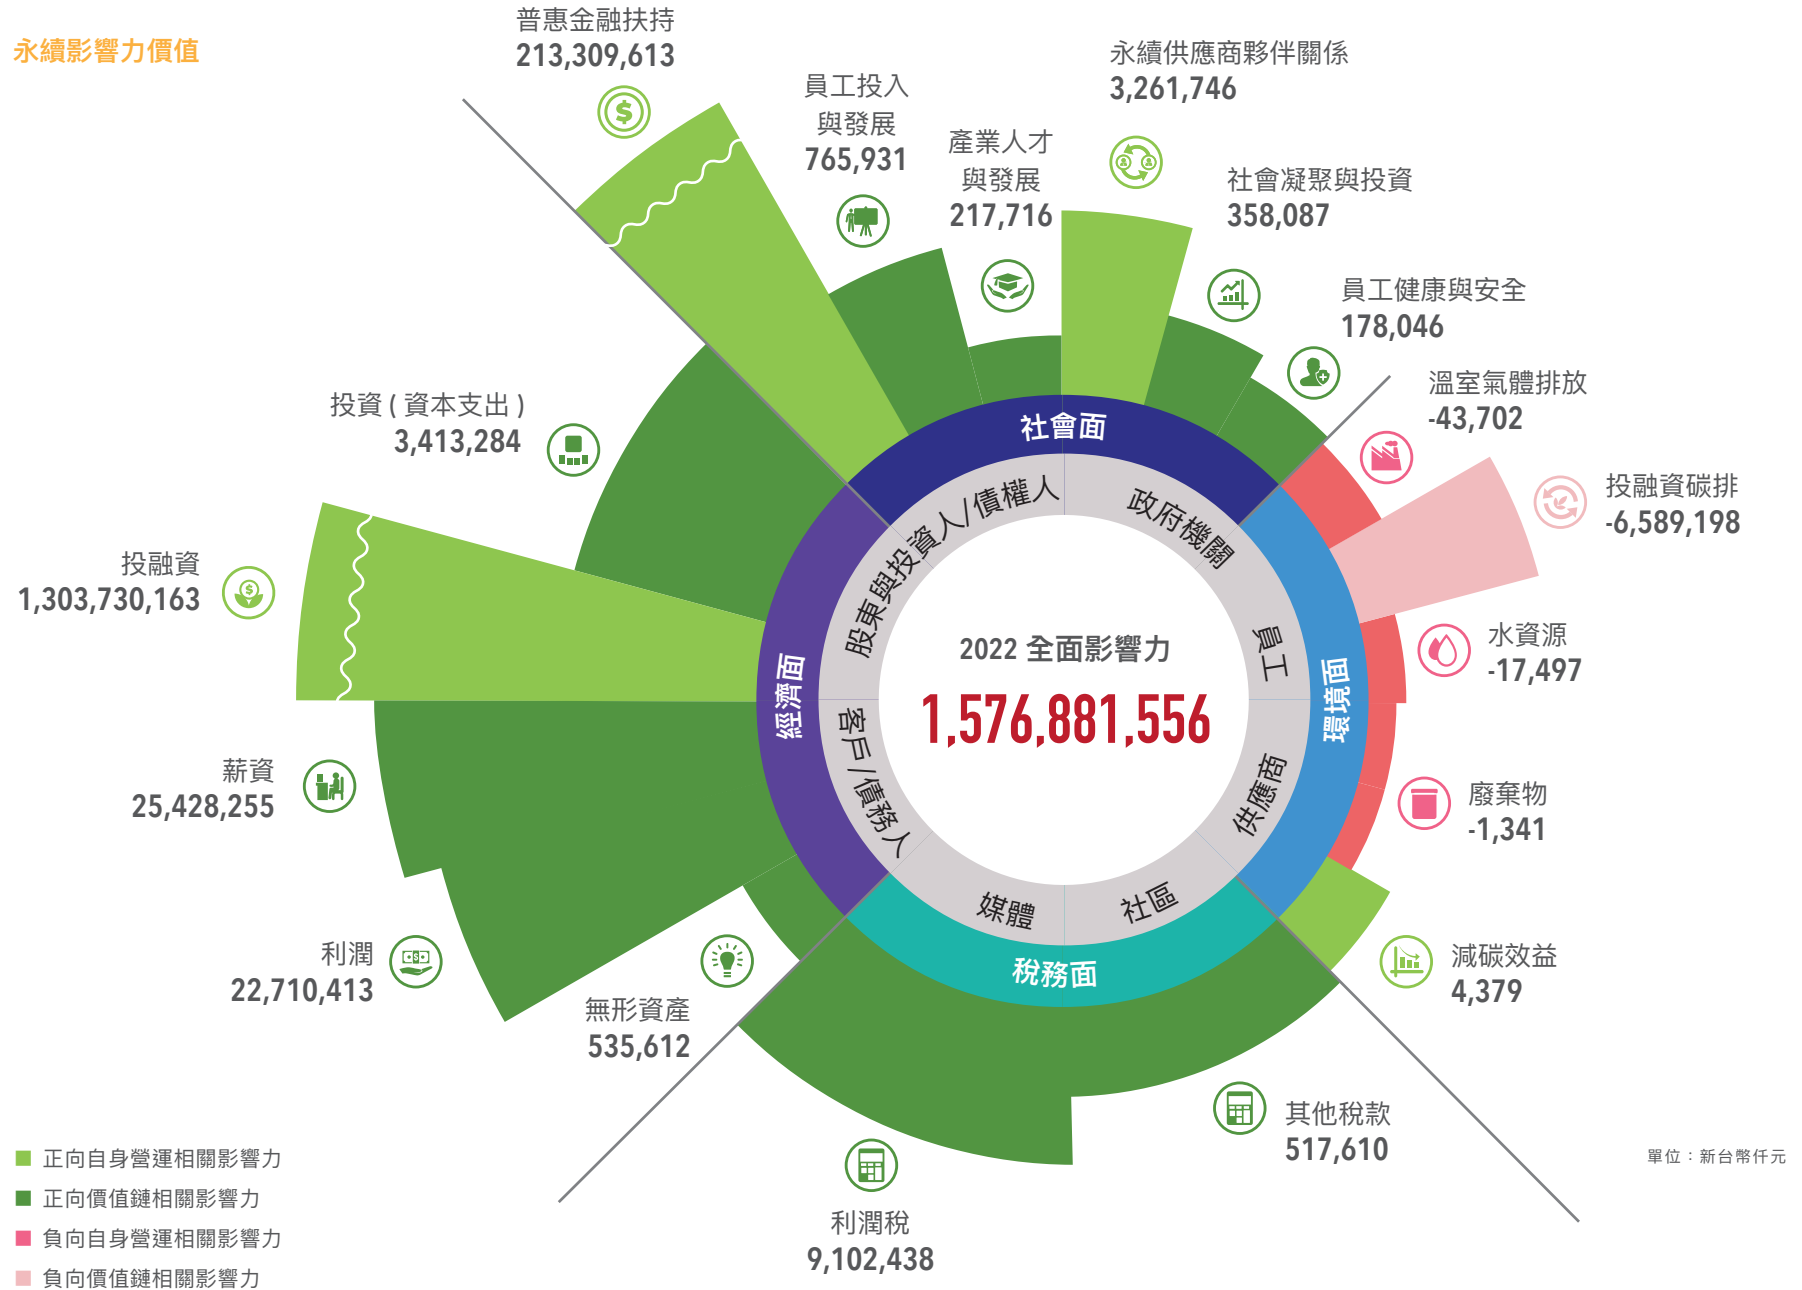 永續影響力價值
普惠金融扶持
213,309,613
員工投入
與發展
765,931
產業人才
與發展
217,716
永續供應商夥伴關係
3,261,746
社會凝聚與投資
358,087
員工健康與安全
178,046
溫室氣體排放
-43,702
投融資碳排
-6,589,198
水資源
-17,497
廢棄物
-1,341
減碳效益
4,379
其他稅款
517,610
利潤稅
9,102,438
無形資產
535,612
利潤
22,710,413
薪資
25,428,255
投融資
1,303,730,163
投資 ( 資本支出 )
3,413,284
社會面
環境面
稅務面
經濟面
股東與投資人/債權人
政府機關
員工
供應商
社區
媒體
客戶/債務人
2022 全面影響力
1,576,881,556
正向自身營運相關影響力
正向價值鏈相關影響力
負向自身營運相關影響力
負向價值鏈相關影響力
單位：新台幣仟元